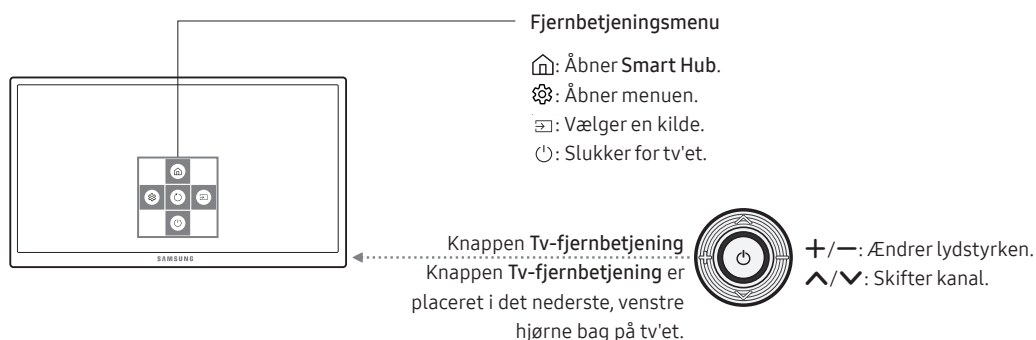 Fjernbetjeningsmenu
: Åbner Smart Hub.
: Åbner menuen.
: Vælger en kilde.
: Slukker for tv'et.
SAMSUNG
Knappen Tv-fjernbetjening
Knappen Tv-fjernbetjening er
placeret i det nederste, venstre
hjørne bag på tv'et.
+/−: Ændrer lydstyrken.
∧/∨: Skifter kanal.